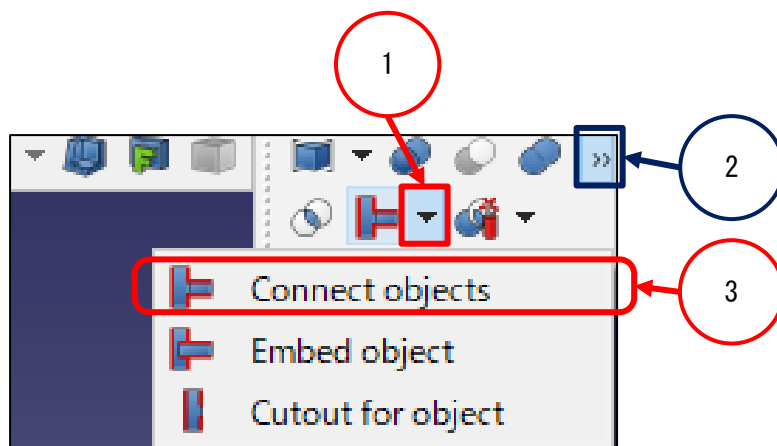 1
2
3
Connect objects
Embed object
Cutout for object